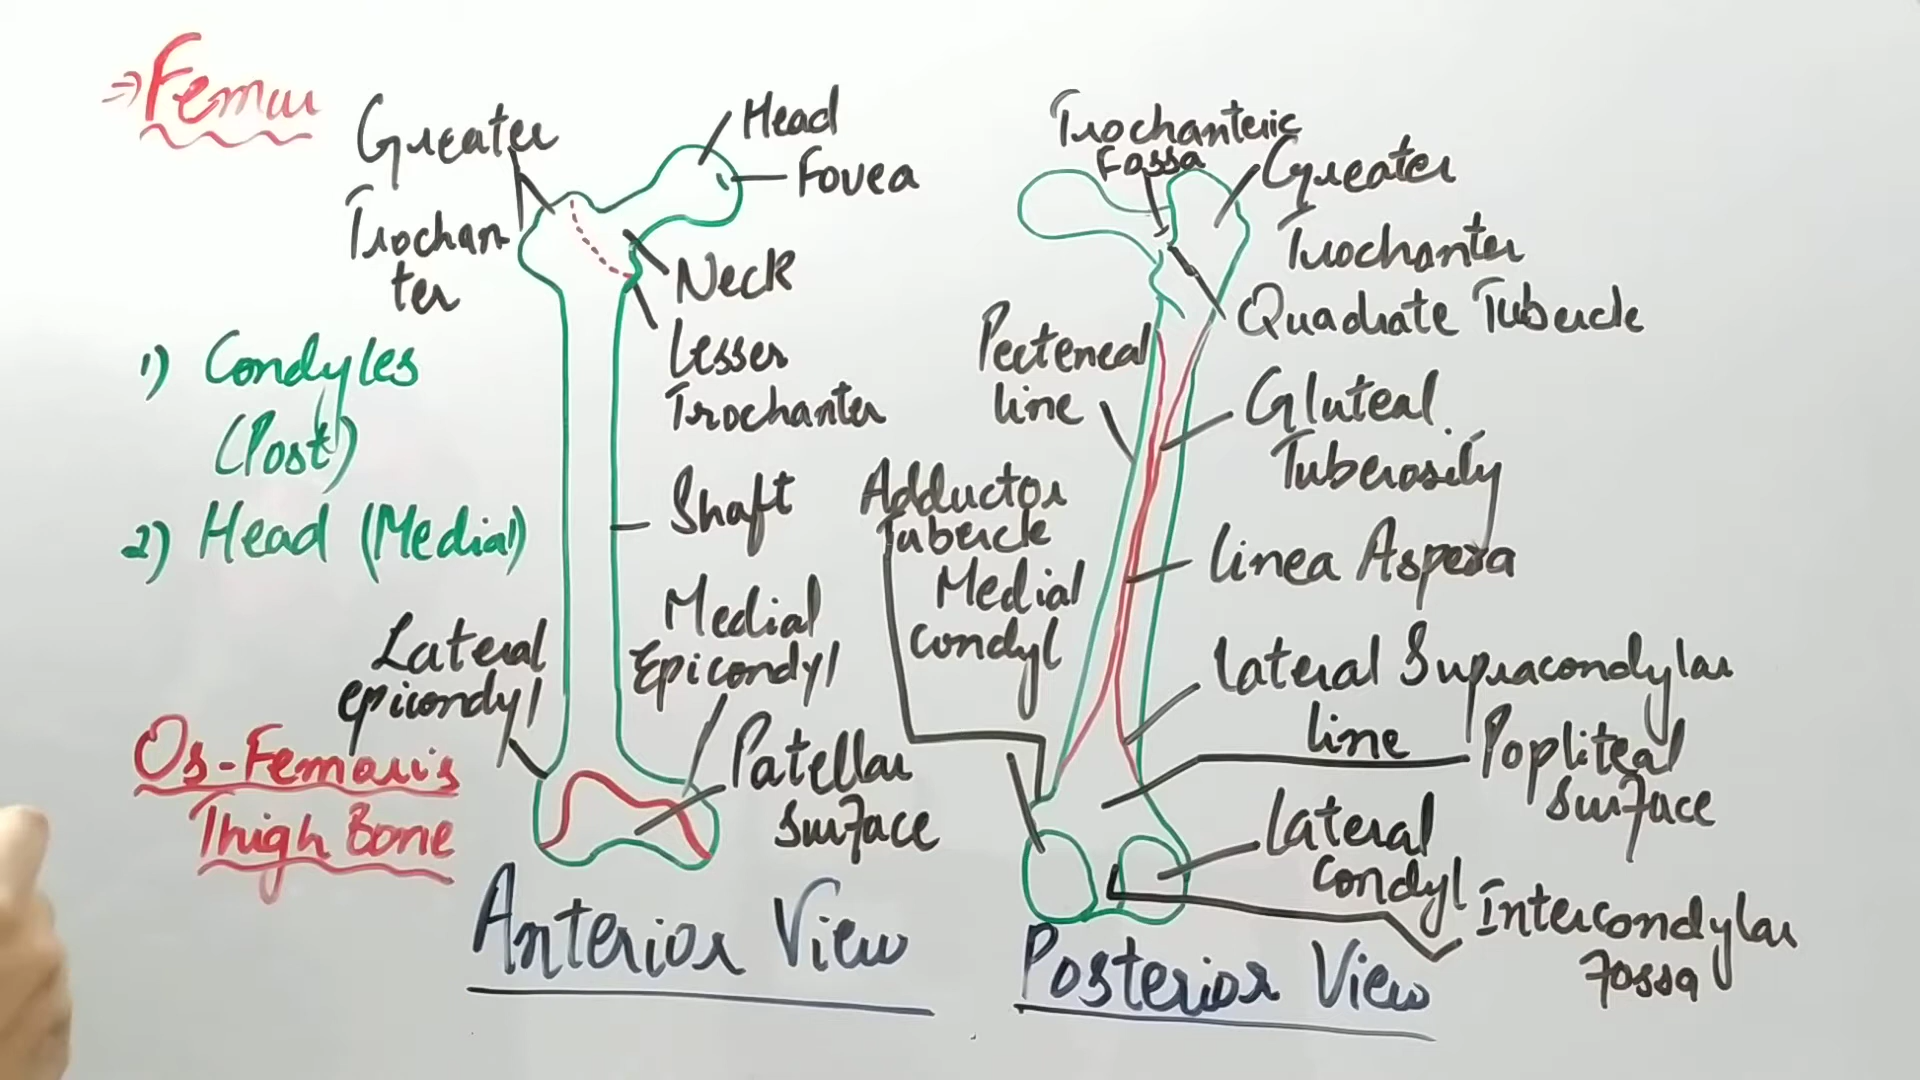 ⇒Femur
Greater
Trochan
ter
Head
Fovea
Neck
Lesser
Trochanter
Shaft
Medial
Epicondyl
Patellar
Surface
Lateral
epicondyl
1) Condyles
(Post)
2) Head (Medial)
Os-Femoris
Thigh Bone
Anterior View
Trochanteric
Fossa
Greater
Trochanter
Quadrate Tubercle
Pecteneal
line
Gluteal
Tuberosity
Adductor
Tubercle
Medial
Condyl
Linea Aspera
Lateral Supracondylar
line
Popliteal
Surface
Lateral
Condyl
Intercondylar
Fossa
Posterior View